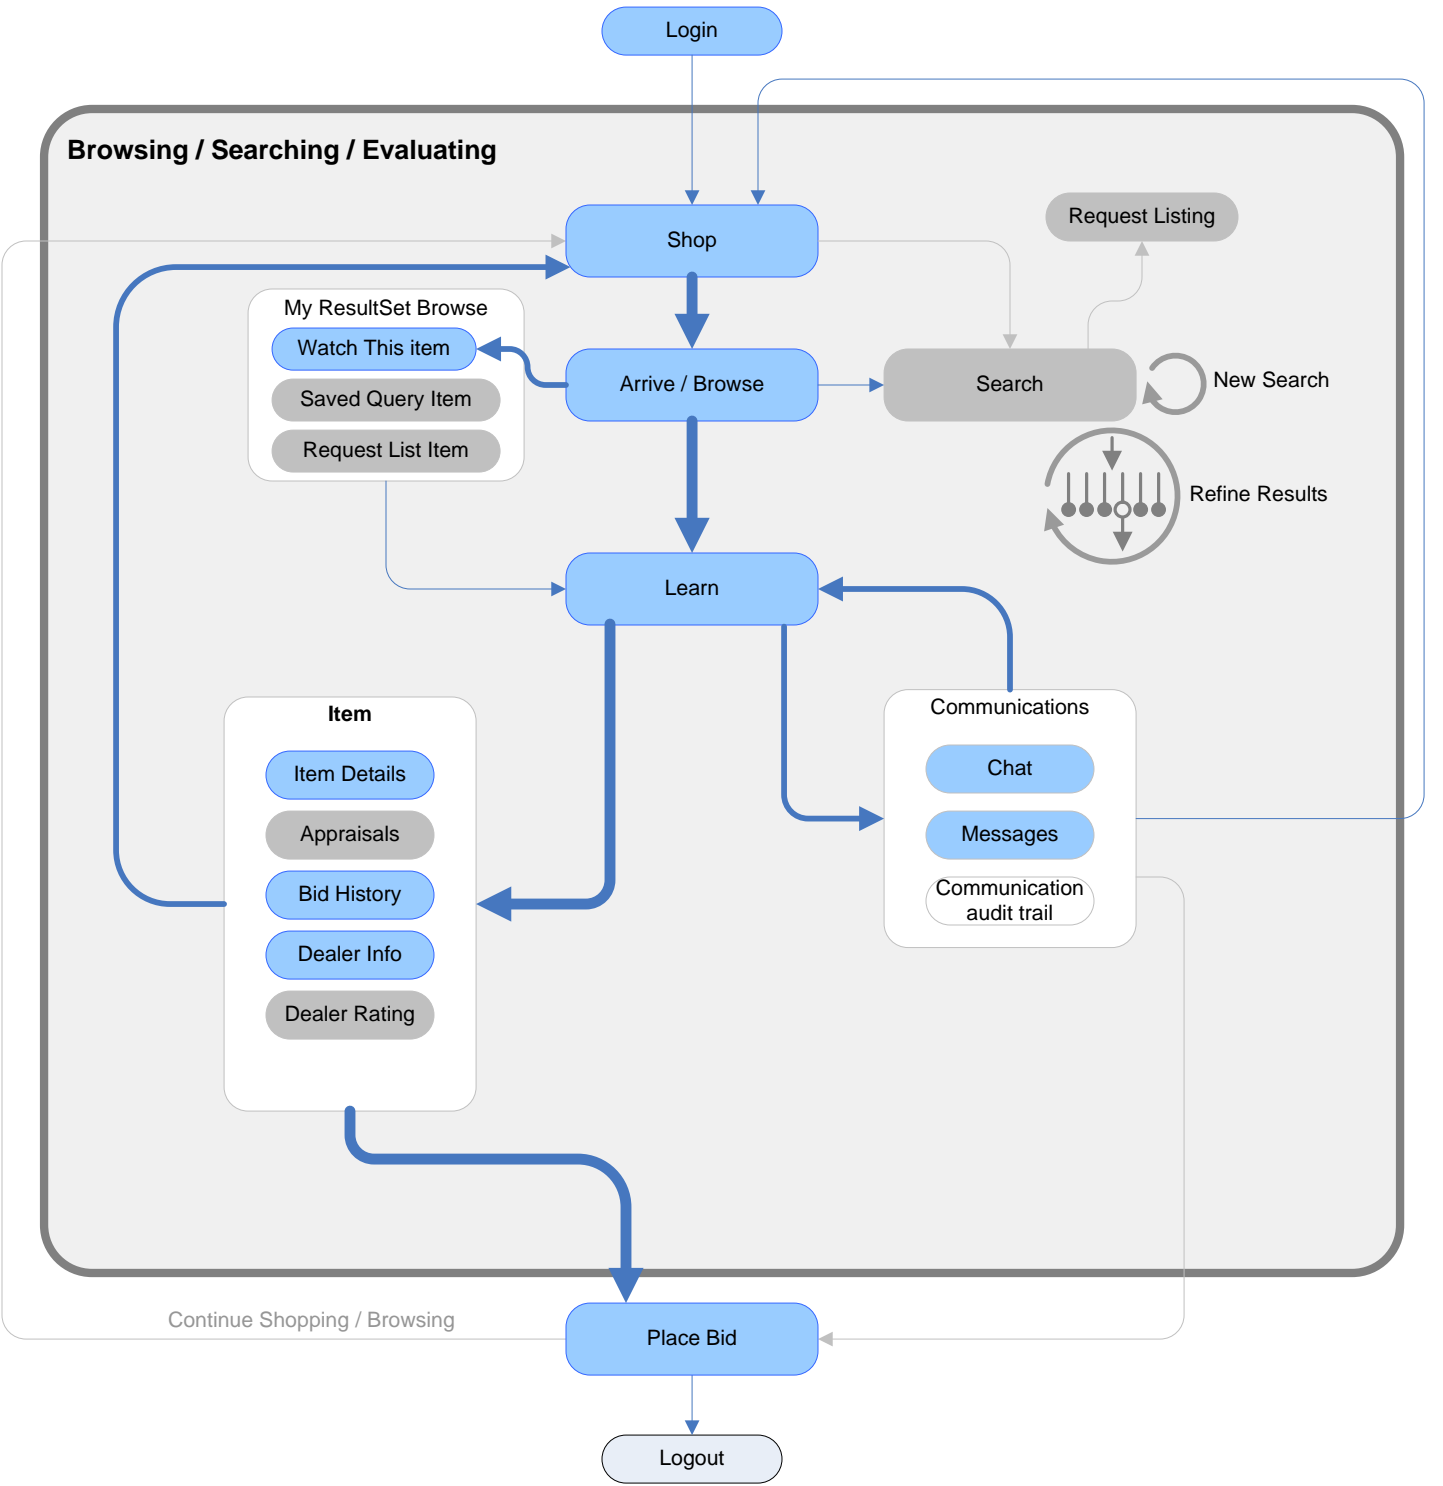 Login
Browsing / Searching / Evaluating
Request Listing
Shop
My ResultSet Browse
Watch This item
Saved Query Item
Request List Item
Arrive / Browse
Search
New Search
Refine Results
Learn
Item
Item Details
Appraisals
Bid History
Dealer Info
Dealer Rating
Communications
Chat
Messages
Communication
audit trail
Continue Shopping / Browsing
Place Bid
Logout